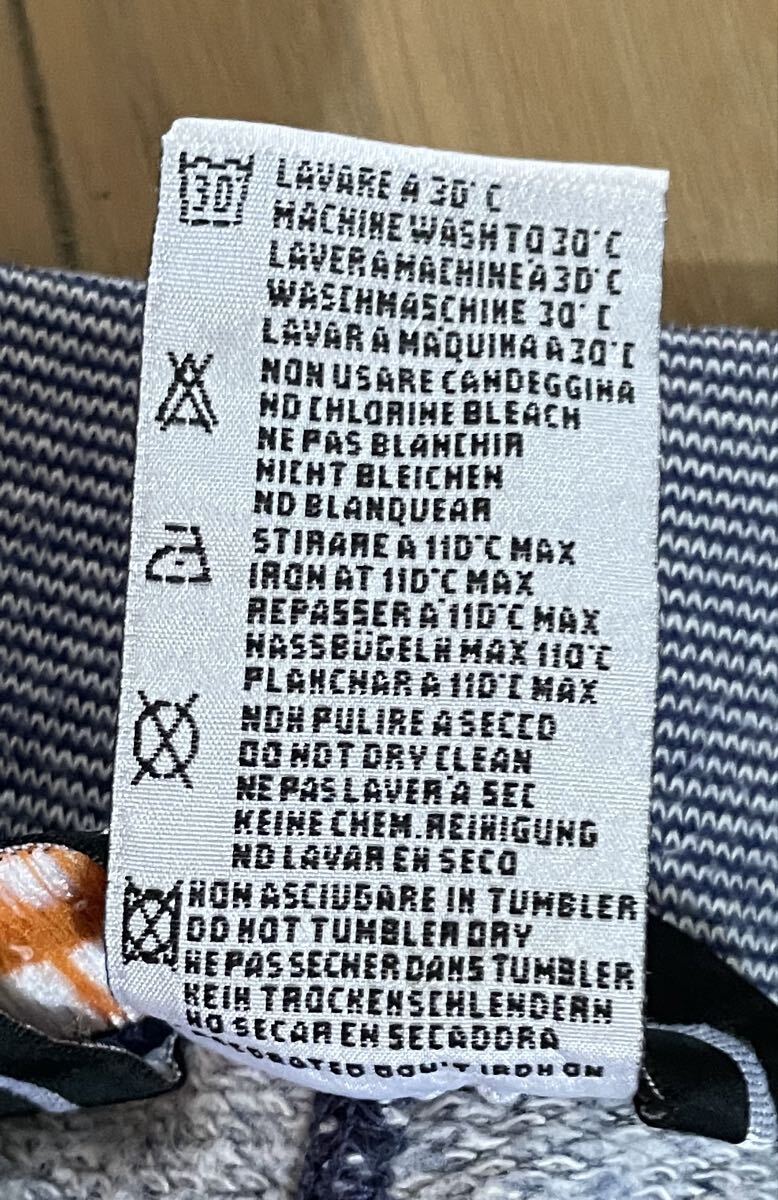 30
LAVARE A 30°C
MACHINE WASH TO 30°C
LAVER A MACHINE À 30°C
WASCHMASCHINE 30°C
LAVAR A MÀQUINA A 30°C
NON USARE CANDEGGINA
NO CHLORINE BLEACH
NE PAS BLANCHIR
NICHT BLEICHEN
NO BLANQUEAR
STIRARE A 110°C MAX
IRON AT 110°C MAX
REPASSER A'110°C MAX
NASSBÜGELN MAX 110°C
PLANCHAR A 110°C MAX
NON PULIRE A SECCO
DO NOT DRY CLEAN
NE PAS LAVER A' SEC
KEINE CHEM. REINIGUNG
NO LAVAR EN SECO
NON ASCIUGARE IN TUMBLER
DO NOT TUMBLER DRY
NE PAS SECHER DANS TUMBLER
KEIN TROCKENSCHLENDERN
NO SECAR EN SECADORA
DON'T IRON ON